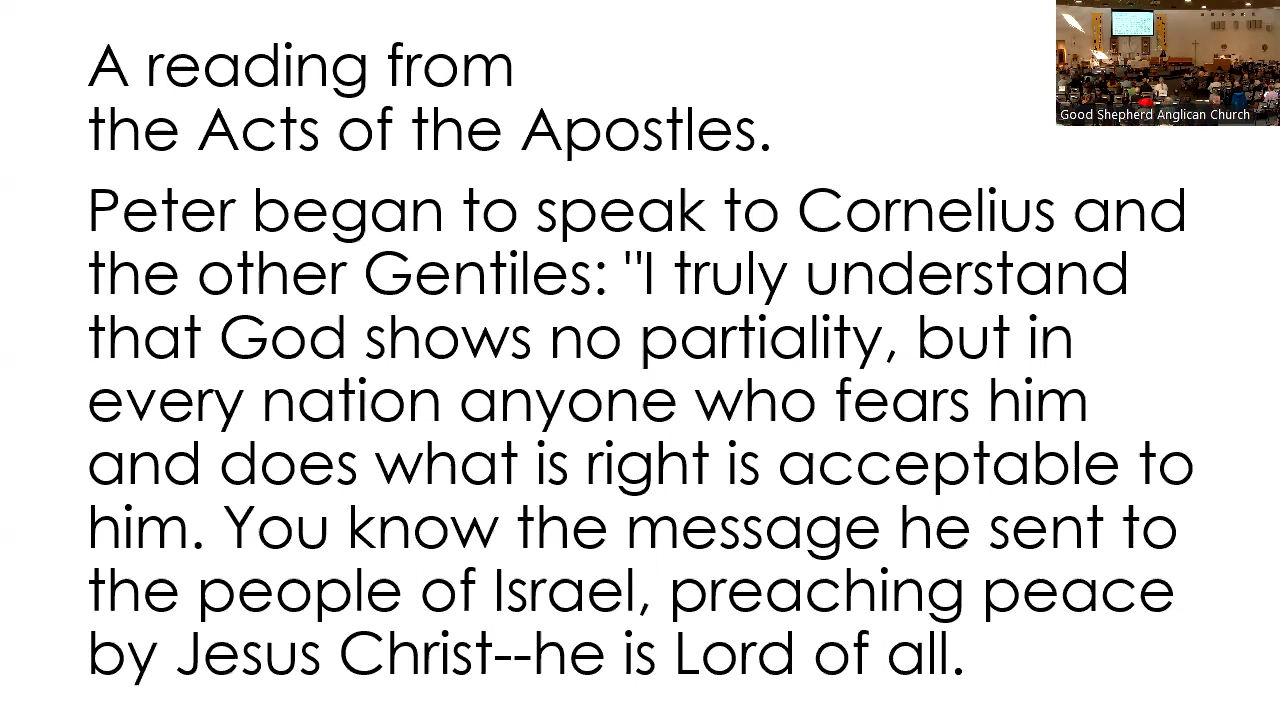 A reading from
the Acts of the Apostles.
Good Shepherd Anglican Church
Peter began to speak to Cornelius and
the other Gentiles: "I truly understand
that God shows no partiality, but in
every nation anyone who fears him
and does what is right is acceptable to
him. You know the message he sent to
the people of Israel, preaching peace
by Jesus Christ--he is Lord of all.